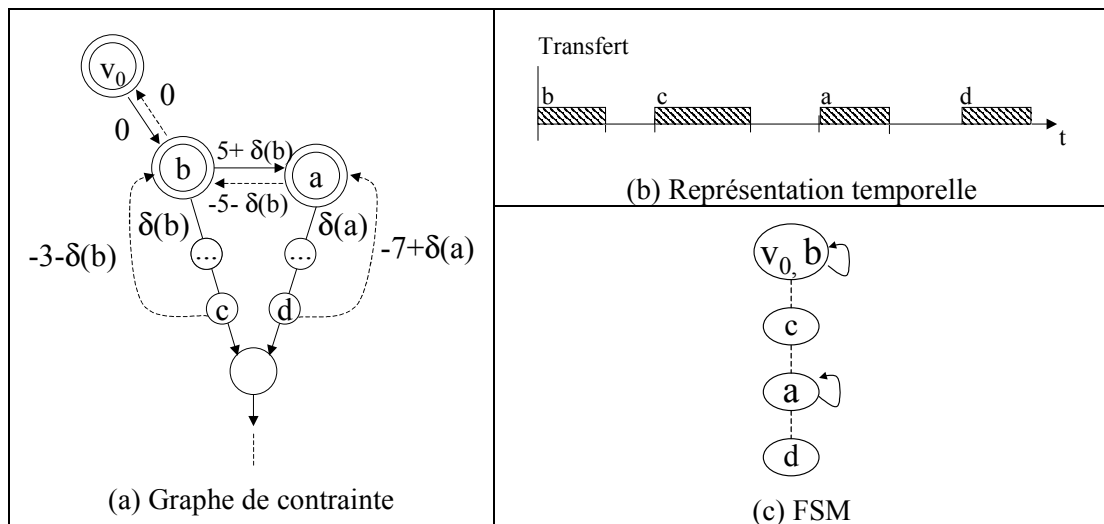 v₀
0
0
b
5+ δ(b)
a
-5- δ(b)
δ(b)
δ(a)
-3-δ(b)
-7+δ(a)
...
...
c
d
(a) Graphe de contrainte
Transfert
b
c
a
d
t
(b) Représentation temporelle
v₀, b
c
a
d
(c) FSM